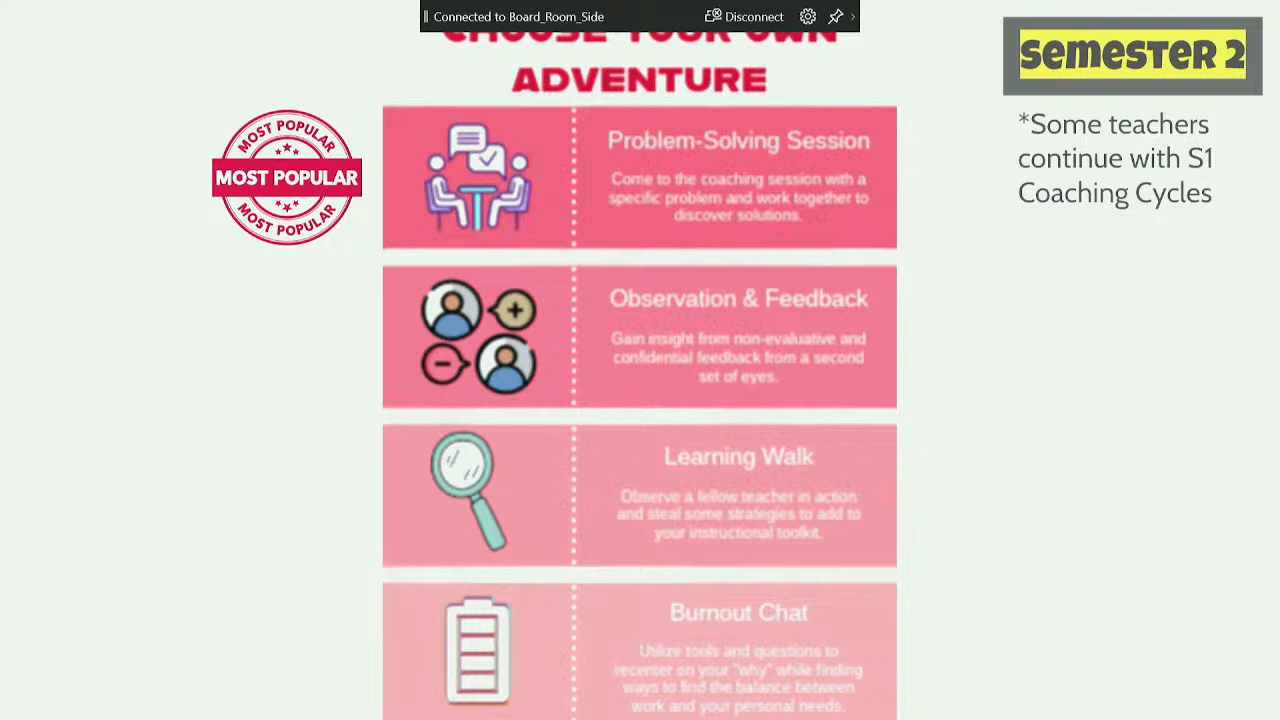 Connected to Board_Room_Side
Disconnect
CHOOSE YOUR OWN
ADVENTURE
SEMESTER 2
*Some teachers
continue with S1
Coaching Cycles
MOST POPULAR
MOST POPULAR
MOST POPULAR
Problem-Solving Session
Come to the coaching session with a
specific problem and work together to
discover solutions.
Observation & Feedback
Gain insight from non-evaluative and
confidential feedback from a second
set of eyes.
Learning Walk
Observe a fellow teacher in action
and steal some strategies to add to
your instructional toolkit.
Burnout Chat
Utilize tools and questions to
recenter on your "why" while finding
ways to find the balance between
work and your personal needs.